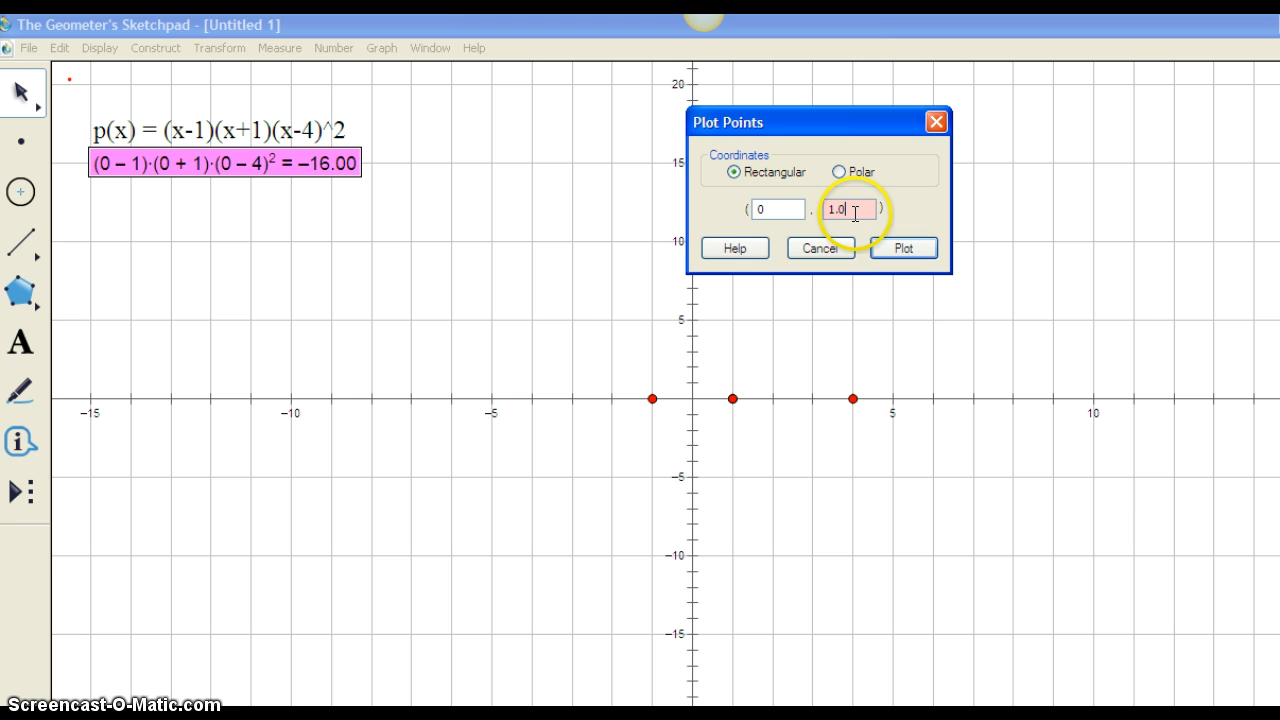 The Geometer's Sketchpad - [Untitled 1]
File Edit Display Construct Transform Measure Number Graph Window Help
p(x) = (x-1)(x+1)(x-4)^2
(0 – 1)·(0 + 1)·(0 – 4)² = –16.00
Plot Points
Coordinates
Rectangular Polar
( 0 , 1.0 )
Help Cancel Plot
20
15
10
5
-15 -10 -5 5 10
-5
-10
-15
A
Screencast-O-Matic.com